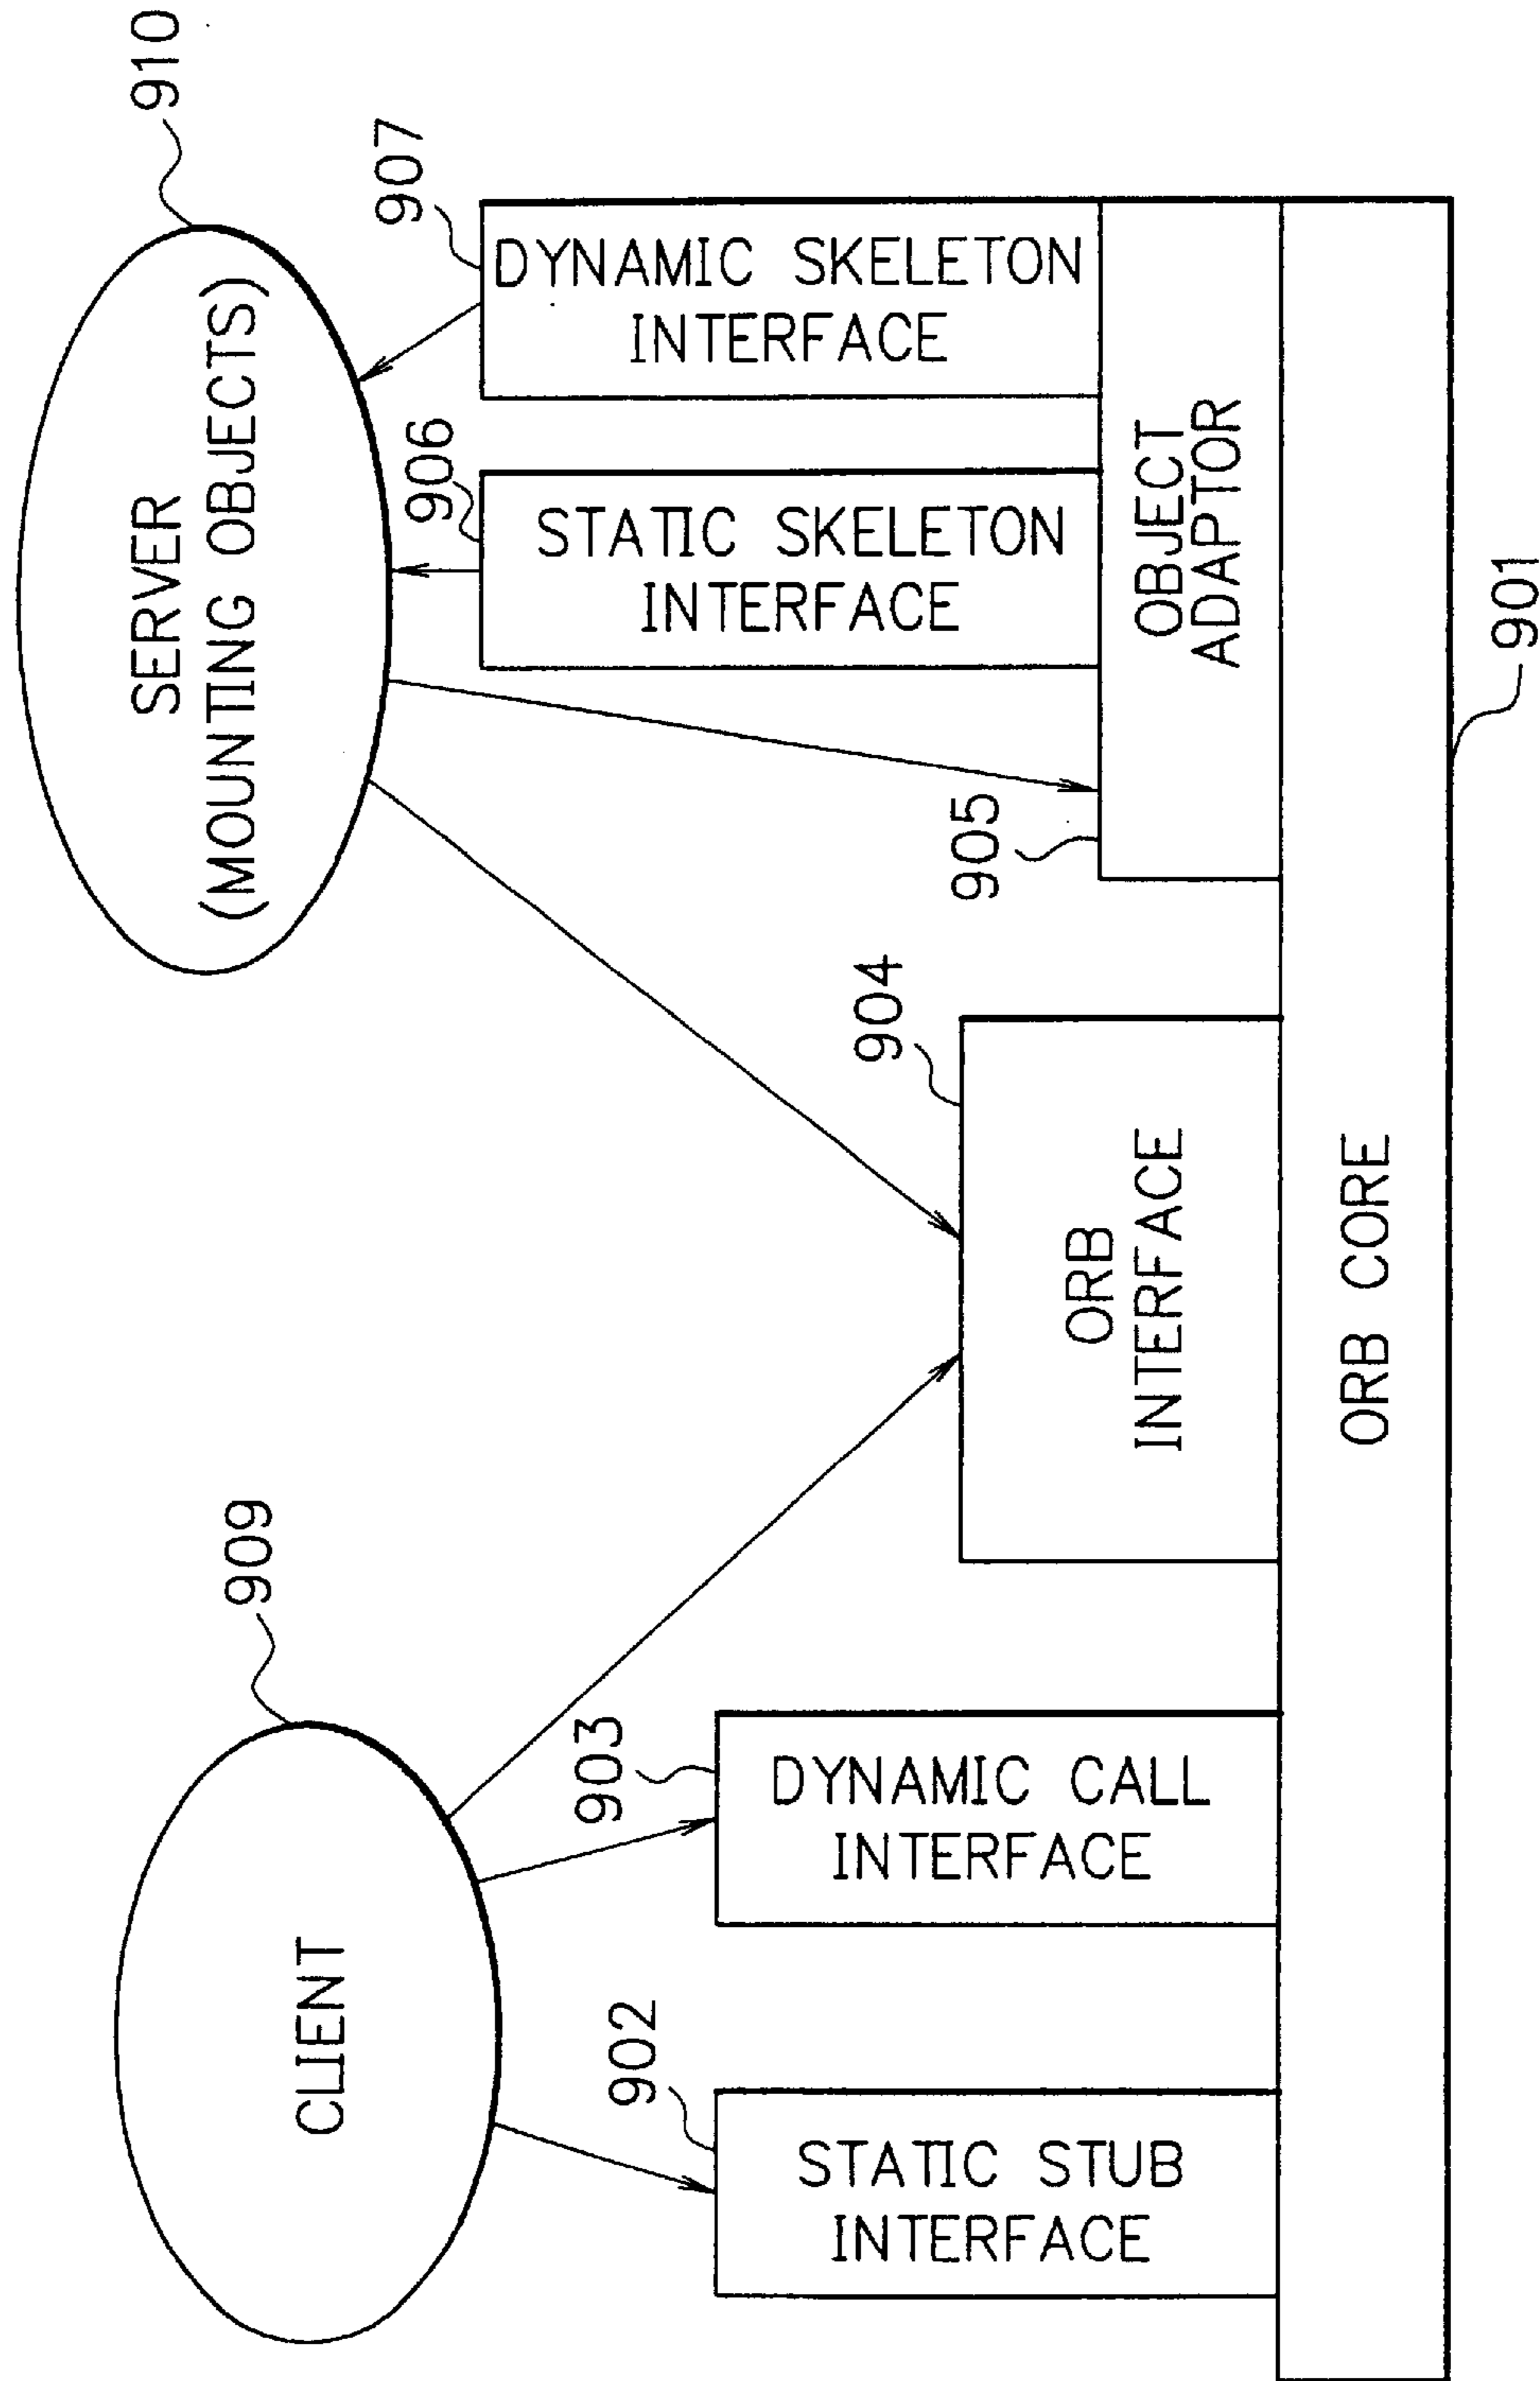 910
SERVER
(MOUNTING OBJECTS)
909
CLIENT
907
DYNAMIC SKELETON
INTERFACE
906
STATIC SKELETON
INTERFACE
903
DYNAMIC CALL
INTERFACE
902
STATIC STUB
INTERFACE
904
ORB
INTERFACE
905
OBJECT
ADAPTOR
ORB CORE
901